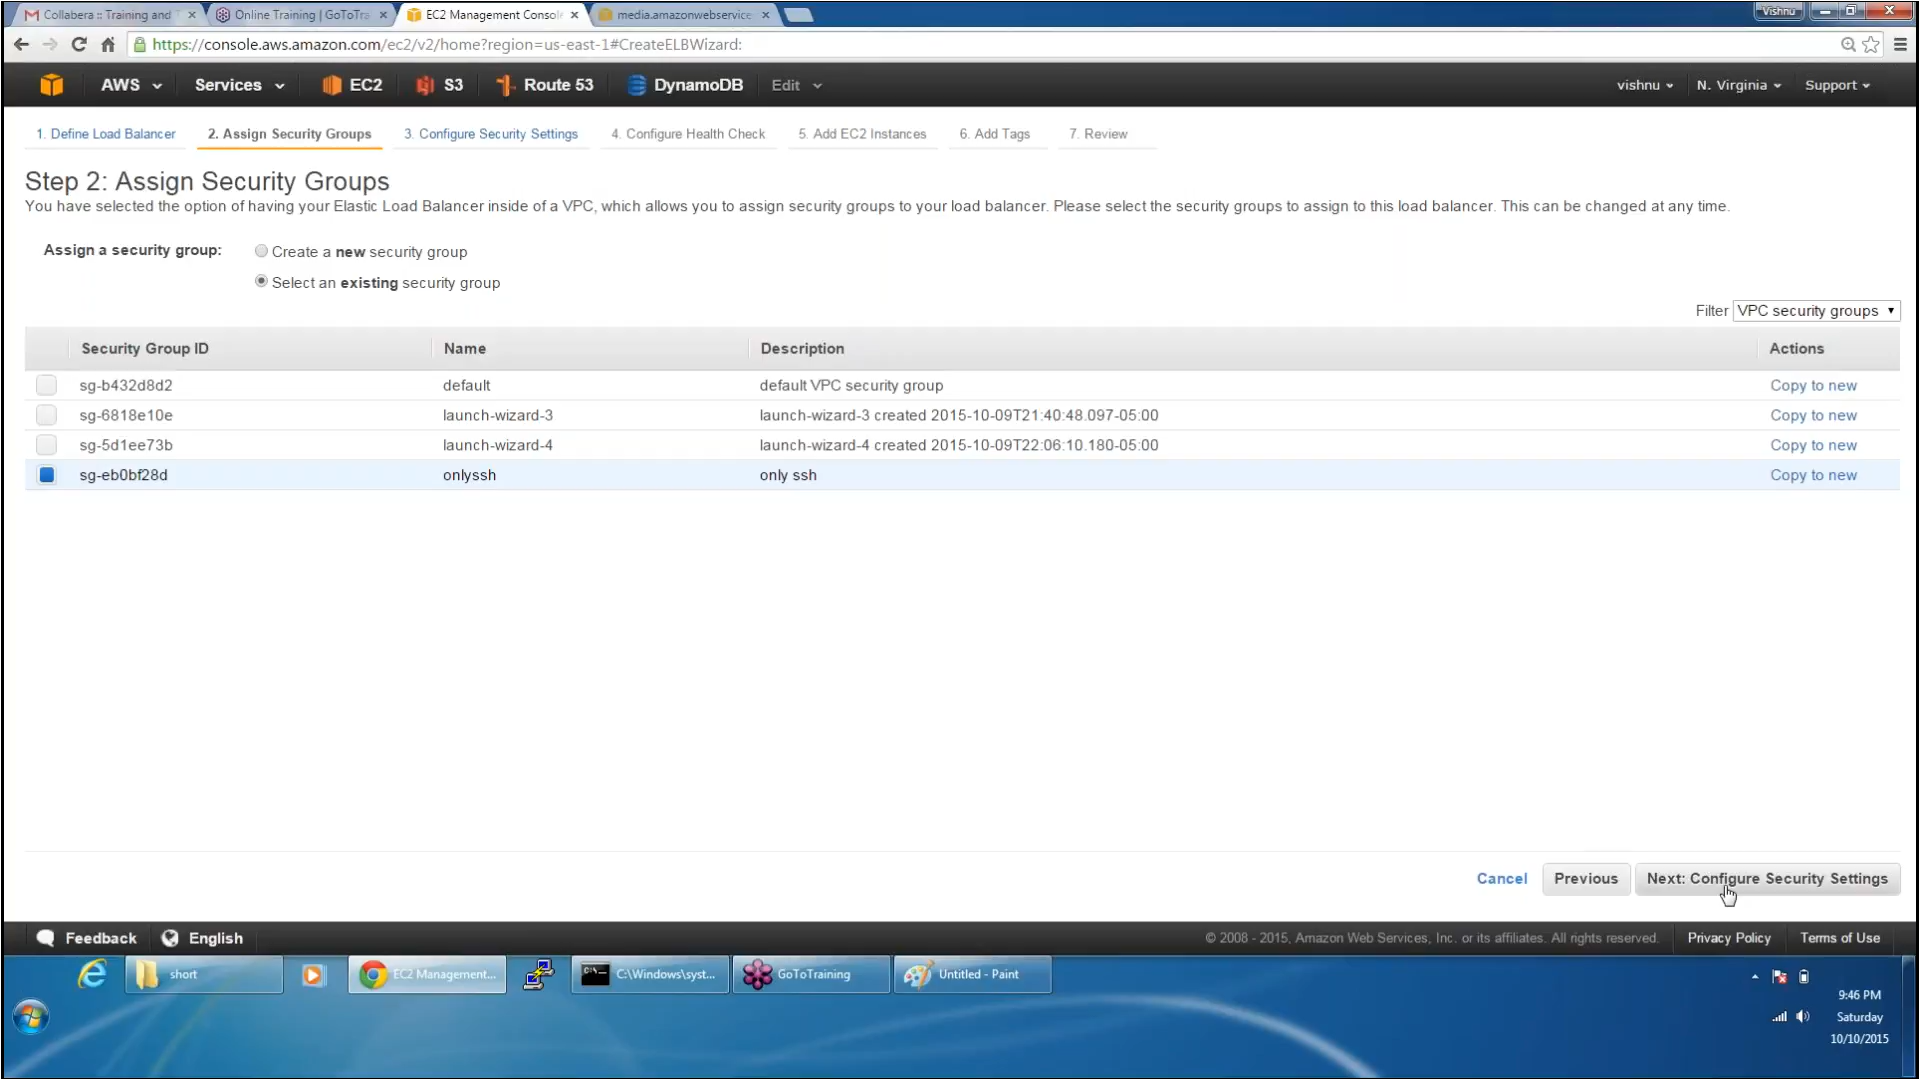 Collabera :: Training and T
Online Training | GoToTra
EC2 Management Consol
media.amazonwebservice
Vishnu
https://console.aws.amazon.com/ec2/v2/home?region=us-east-1#CreateELBWizard:
AWS
Services
EC2
S3
Route 53
DynamoDB
Edit
vishnu
N. Virginia
Support
1. Define Load Balancer
2. Assign Security Groups
3. Configure Security Settings
4. Configure Health Check
5. Add EC2 Instances
6. Add Tags
7. Review
Step 2: Assign Security Groups
You have selected the option of having your Elastic Load Balancer inside of a VPC, which allows you to assign security groups to your load balancer. Please select the security groups to assign to this load balancer. This can be changed at any time.
Assign a security group:
Create a new security group
Select an existing security group
Filter VPC security groups
Security Group ID Name Description Actions
sg-b432d8d2 default default VPC security group Copy to new
sg-6818e10e launch-wizard-3 launch-wizard-3 created 2015-10-09T21:40:48.097-05:00 Copy to new
sg-5d1ee73b launch-wizard-4 launch-wizard-4 created 2015-10-09T22:06:10.180-05:00 Copy to new
sg-eb0bf28d onlyssh only ssh Copy to new
Cancel
Previous
Next: Configure Security Settings
Feedback
English
© 2008 - 2015, Amazon Web Services, Inc. or its affiliates. All rights reserved.
Privacy Policy
Terms of Use
short
EC2 Management...
C:\Windows\syst...
GoToTraining
Untitled - Paint
9:46 PM
Saturday
10/10/2015